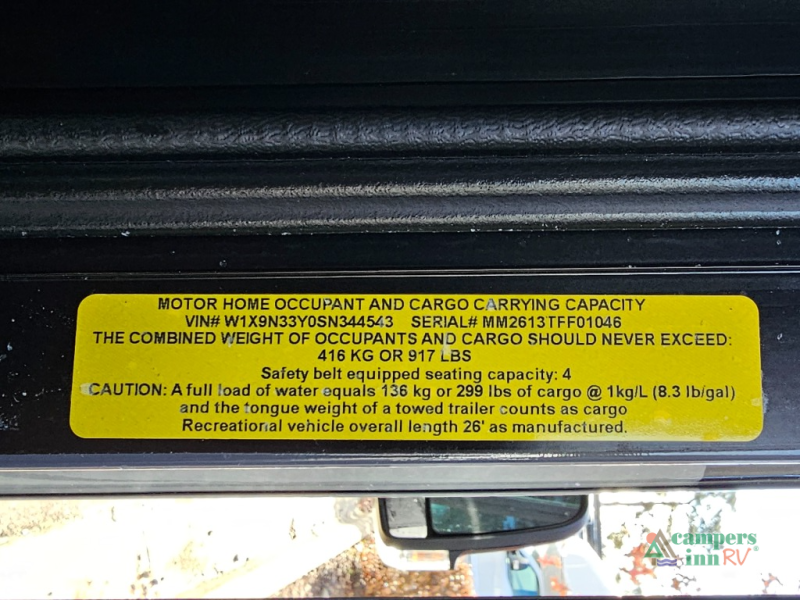 MOTOR HOME OCCUPANT AND CARGO CARRYING CAPACITY
VIN# W1X9N33Y0SN344543 SERIAL# MM2613TFF01046
THE COMBINED WEIGHT OF OCCUPANTS AND CARGO SHOULD NEVER EXCEED:
416 KG OR 917 LBS
Safety belt equipped seating capacity: 4
CAUTION: A full load of water equals 136 kg or 299 lbs of cargo @ 1kg/L (8.3 lb/gal)
and the tongue weight of a towed trailer counts as cargo
Recreational vehicle overall length 26' as manufactured.
campers
inn RV